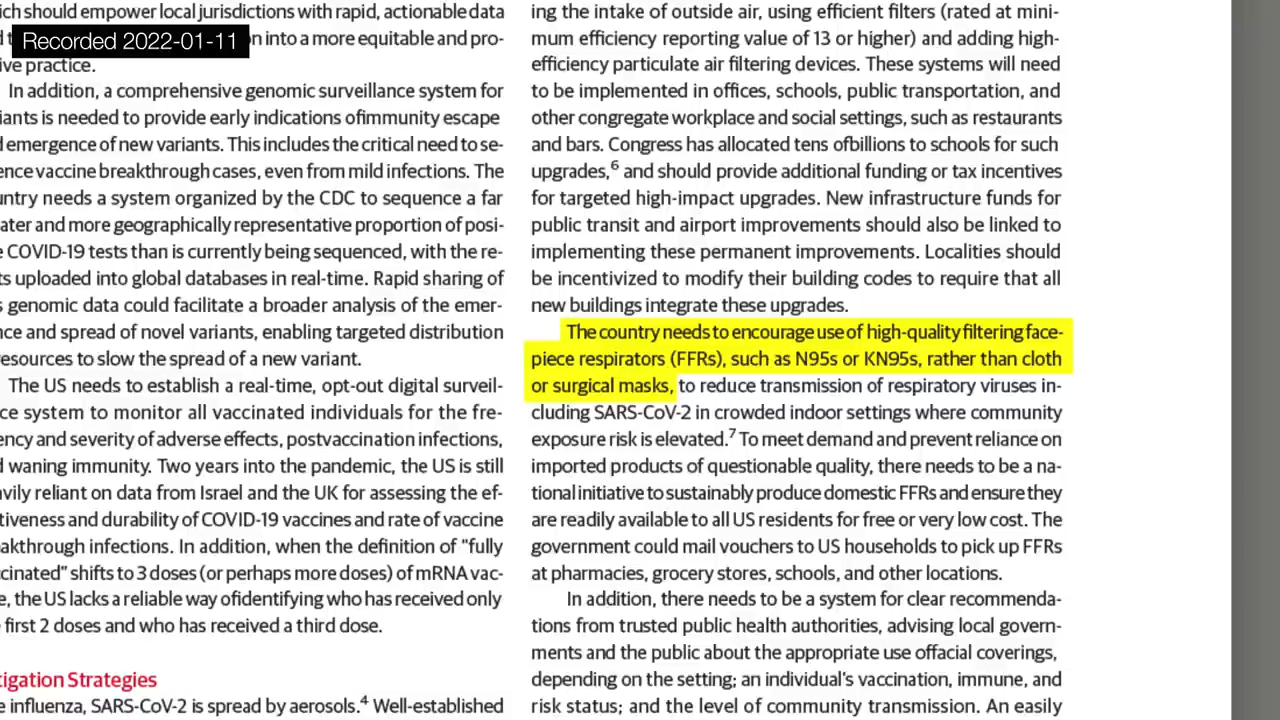 ich should empower local jurisdictions with rapid, actionable data
Recorded 2022-01-11
n into a more equitable and pro-
ive practice.
In addition, a comprehensive genomic surveillance system for
iants is needed to provide early indications ofimmunity escape
d emergence of new variants. This includes the critical need to se-
ence vaccine breakthrough cases, even from mild infections. The
untry needs a system organized by the CDC to sequence a far
ater and more geographically representative proportion of posi-
e COVID-19 tests than is currently being sequenced, with the re-
ts uploaded into global databases in real-time. Rapid sharing of
s genomic data could facilitate a broader analysis of the emer-
nce and spread of novel variants, enabling targeted distribution
resources to slow the spread of a new variant.
The US needs to establish a real-time, opt-out digital surveil-
ce system to monitor all vaccinated individuals for the fre-
ency and severity of adverse effects, postvaccination infections,
d waning immunity. Two years into the pandemic, the US is still
avily reliant on data from Israel and the UK for assessing the ef-
tiveness and durability of COVID-19 vaccines and rate of vaccine
akthrough infections. In addition, when the definition of "fully
cinated" shifts to 3 doses (or perhaps more doses) of mRNA vac-
e, the US lacks a reliable way ofidentifying who has received only
first 2 doses and who has received a third dose.
tigation Strategies
e influenza, SARS-CoV-2 is spread by aerosols.4 Well-established
ing the intake of outside air, using efficient filters (rated at mini-
mum efficiency reporting value of 13 or higher) and adding high-
efficiency particulate air filtering devices. These systems will need
to be implemented in offices, schools, public transportation, and
other congregate workplace and social settings, such as restaurants
and bars. Congress has allocated tens ofbillions to schools for such
upgrades,6 and should provide additional funding or tax incentives
for targeted high-impact upgrades. New infrastructure funds for
public transit and airport improvements should also be linked to
implementing these permanent improvements. Localities should
be incentivized to modify their building codes to require that all
new buildings integrate these upgrades.
The country needs to encourage use of high-quality filtering face-
piece respirators (FFRs), such as N95s or KN95s, rather than cloth
or surgical masks, to reduce transmission of respiratory viruses in-
cluding SARS-CoV-2 in crowded indoor settings where community
exposure risk is elevated.7 To meet demand and prevent reliance on
imported products of questionable quality, there needs to be a na-
tional initiative to sustainably produce domestic FFRs and ensure they
are readily available to all US residents for free or very low cost. The
government could mail vouchers to US households to pick up FFRs
at pharmacies, grocery stores, schools, and other locations.
In addition, there needs to be a system for clear recommenda-
tions from trusted public health authorities, advising local govern-
ments and the public about the appropriate use offacial coverings,
depending on the setting; an individual's vaccination, immune, and
risk status; and the level of community transmission. An easily